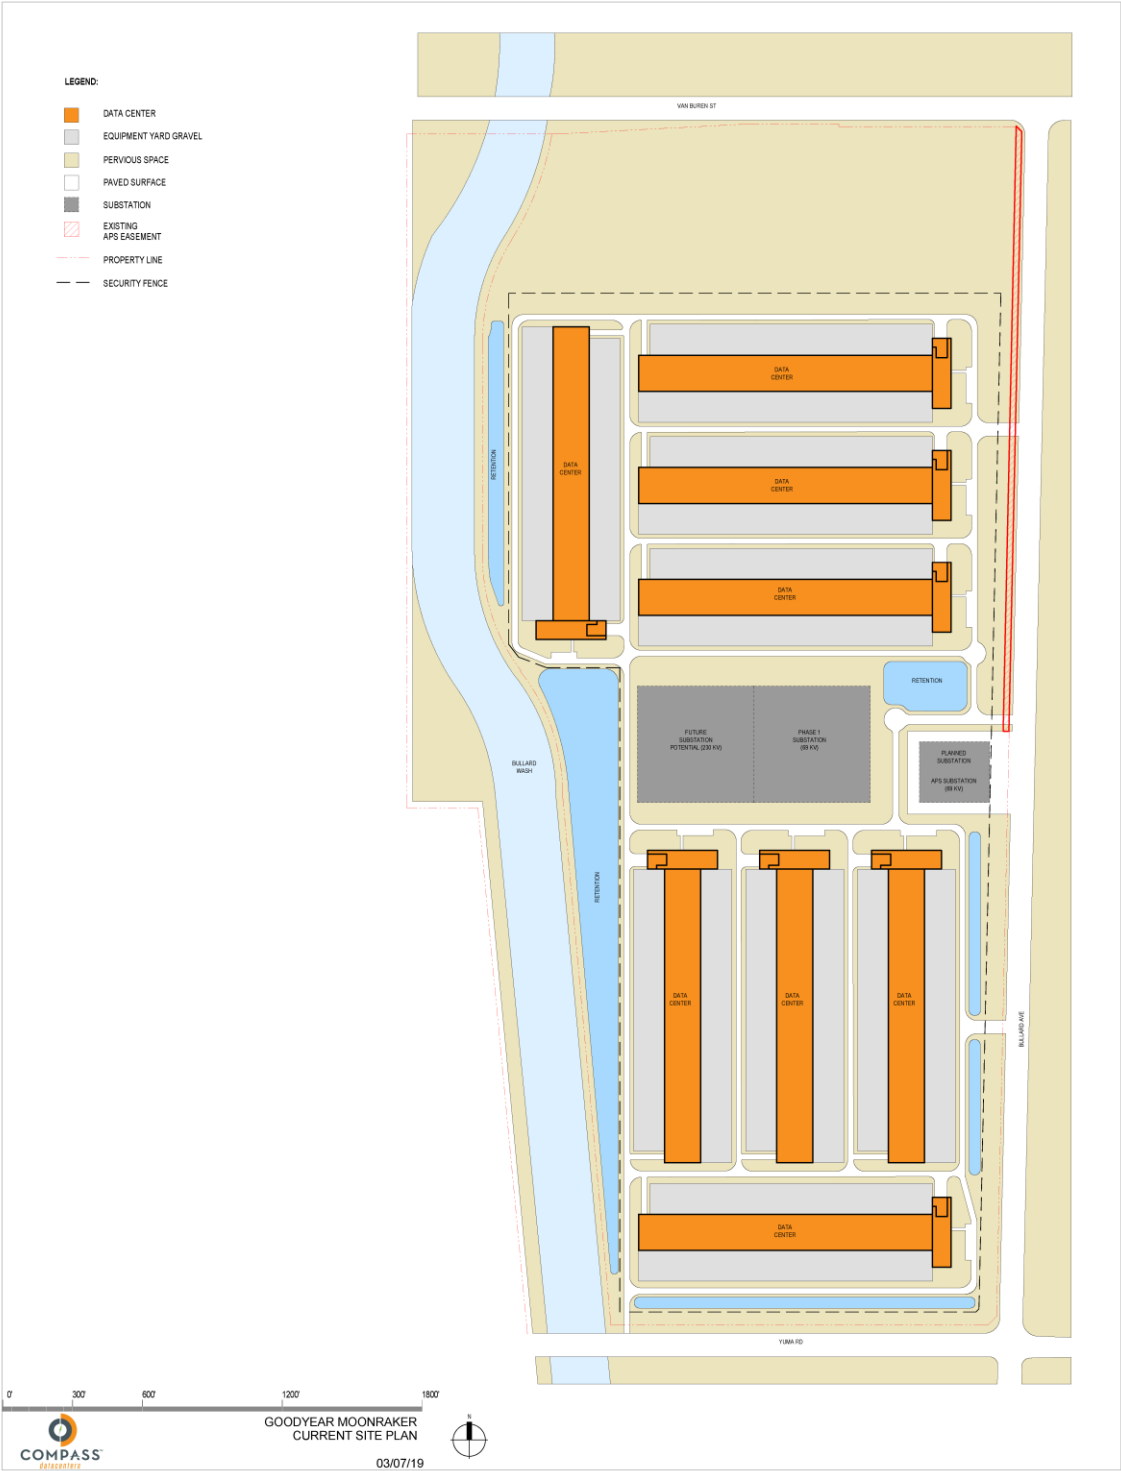 LEGEND:
DATA CENTER
EQUIPMENT YARD GRAVEL
PERVIOUS SPACE
PAVED SURFACE
SUBSTATION
EXISTING
APS EASEMENT
PROPERTY LINE
SECURITY FENCE
VAN BUREN ST
DATA
CENTER
DATA
CENTER
RETENTION
DATA
CENTER
DATA
CENTER
RETENTION
FUTURE
SUBSTATION
POTENTIAL (230 KV)
PHASE 1
SUBSTATION
(69 KV)
PLANNED
SUBSTATION
APS SUBSTATION
(69 KV)
BULLARD
WASH
RETENTION
DATA
CENTER
DATA
CENTER
DATA
CENTER
BULLARD AVE
DATA
CENTER
YUMA RD
0' 300' 600' 1200' 1800'
GOODYEAR MOONRAKER
CURRENT SITE PLAN
03/07/19
N
COMPASS
datacenters